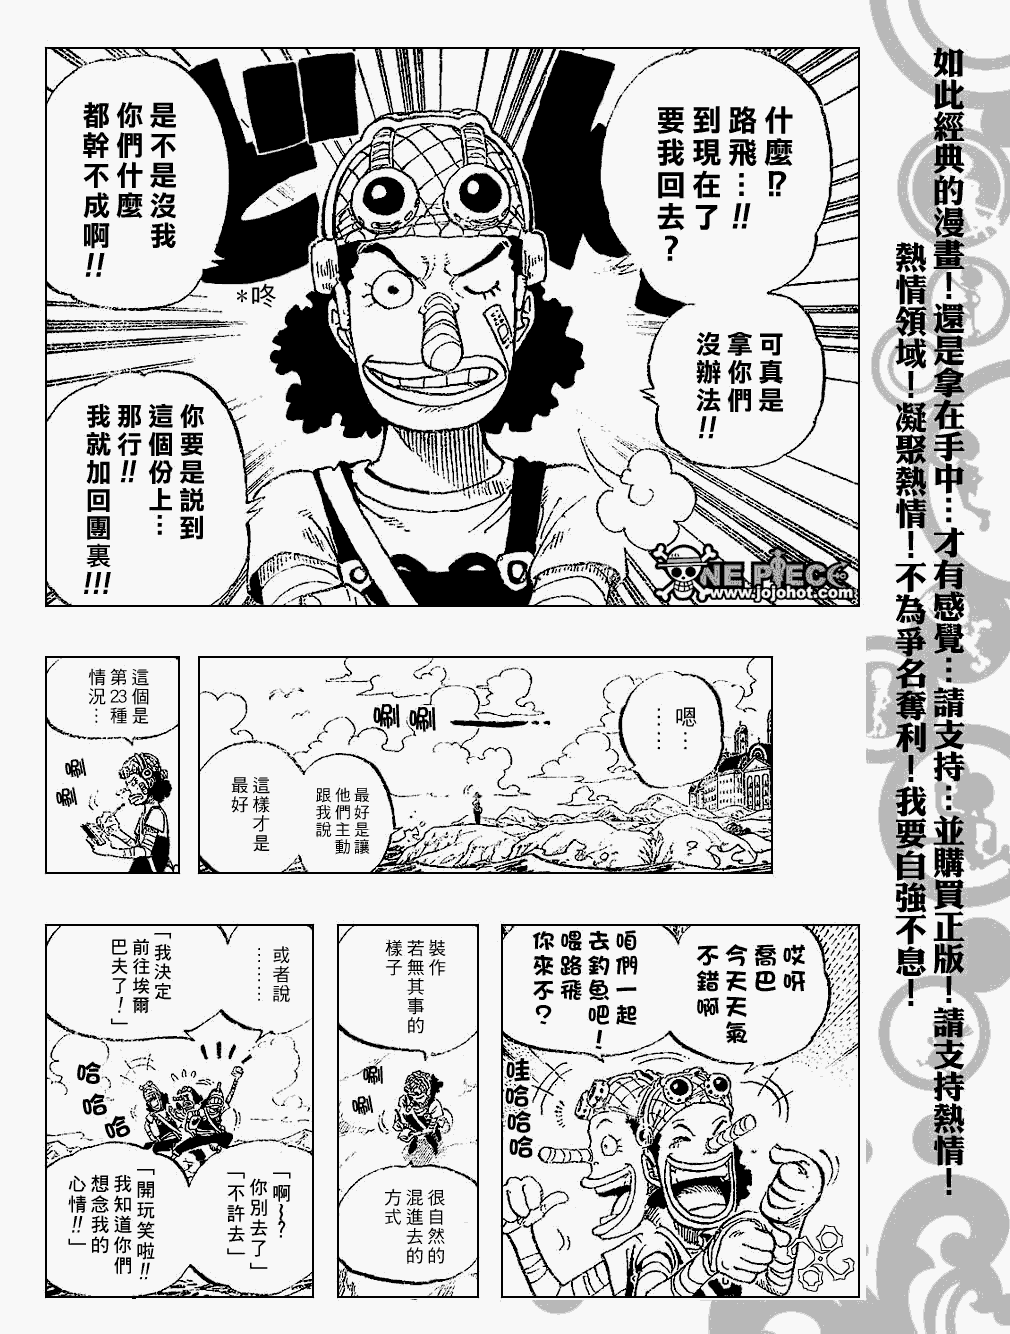 什麼!?
路飛…!!
到現在了
要我回去？
可真是
拿你們
沒辦法!!
是不是沒我
你們什麼
都幹不成啊!!
*咚
你要是説到
這個份上…
那行!!
我就加回團裏!!!
ONE PIECE
www.jojohot.com
嗯…
……
最好是讓
他們主動
跟我說
這樣才是
最好
這個是
第23種
情況…
哎呀
喬巴
今天天氣
不錯啊
咱們一起
去釣魚吧！
喂路飛
你來不？
哇哈哈哈
裝作
若無其事的
樣子
很自然的
混進去的
方式
或者說
………
「我決定
前往埃爾
巴夫了！」
哈哈哈
「啊～？
你別去了」
「不許去」
「開玩笑啦!!
我知道你們
想念我的
心情!!」
如此經典的漫畫！還是拿在手中…才有感覺…請支持…並購買正版！請支持熱情！
熱情領域！凝聚熱情！不為爭名奪利！我要自強不息！